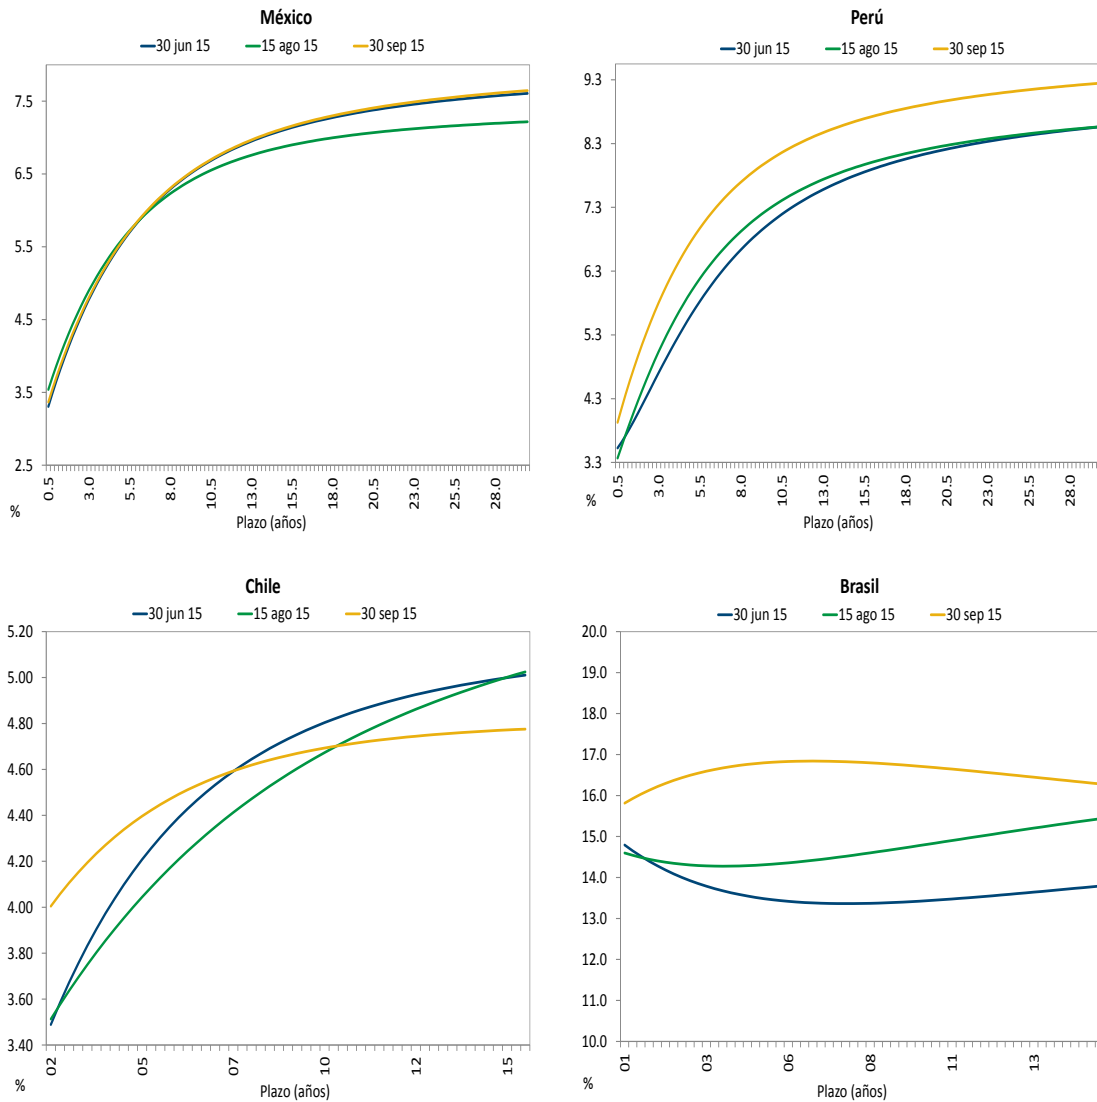 México
30 jun 15 15 ago 15 30 sep 15
7.5
6.5
5.5
4.5
3.5
2.5
0.5 3.0 5.5 8.0 10.5 13.0 15.5 18.0 20.5 23.0 25.5 28.0
%
Plazo (años)
Perú
30 jun 15 15 ago 15 30 sep 15
9.3
8.3
7.3
6.3
5.3
4.3
3.3
0.5 3.0 5.5 8.0 10.5 13.0 15.5 18.0 20.5 23.0 25.5 28.0
%
Plazo (años)
Chile
30 jun 15 15 ago 15 30 sep 15
5.20
5.00
4.80
4.60
4.40
4.20
4.00
3.80
3.60
3.40
02 05 07 10 12 15
%
Plazo (años)
Brasil
30 jun 15 15 ago 15 30 sep 15
20.0
19.0
18.0
17.0
16.0
15.0
14.0
13.0
12.0
11.0
10.0
01 03 06 08 11 13
%
Plazo (años)